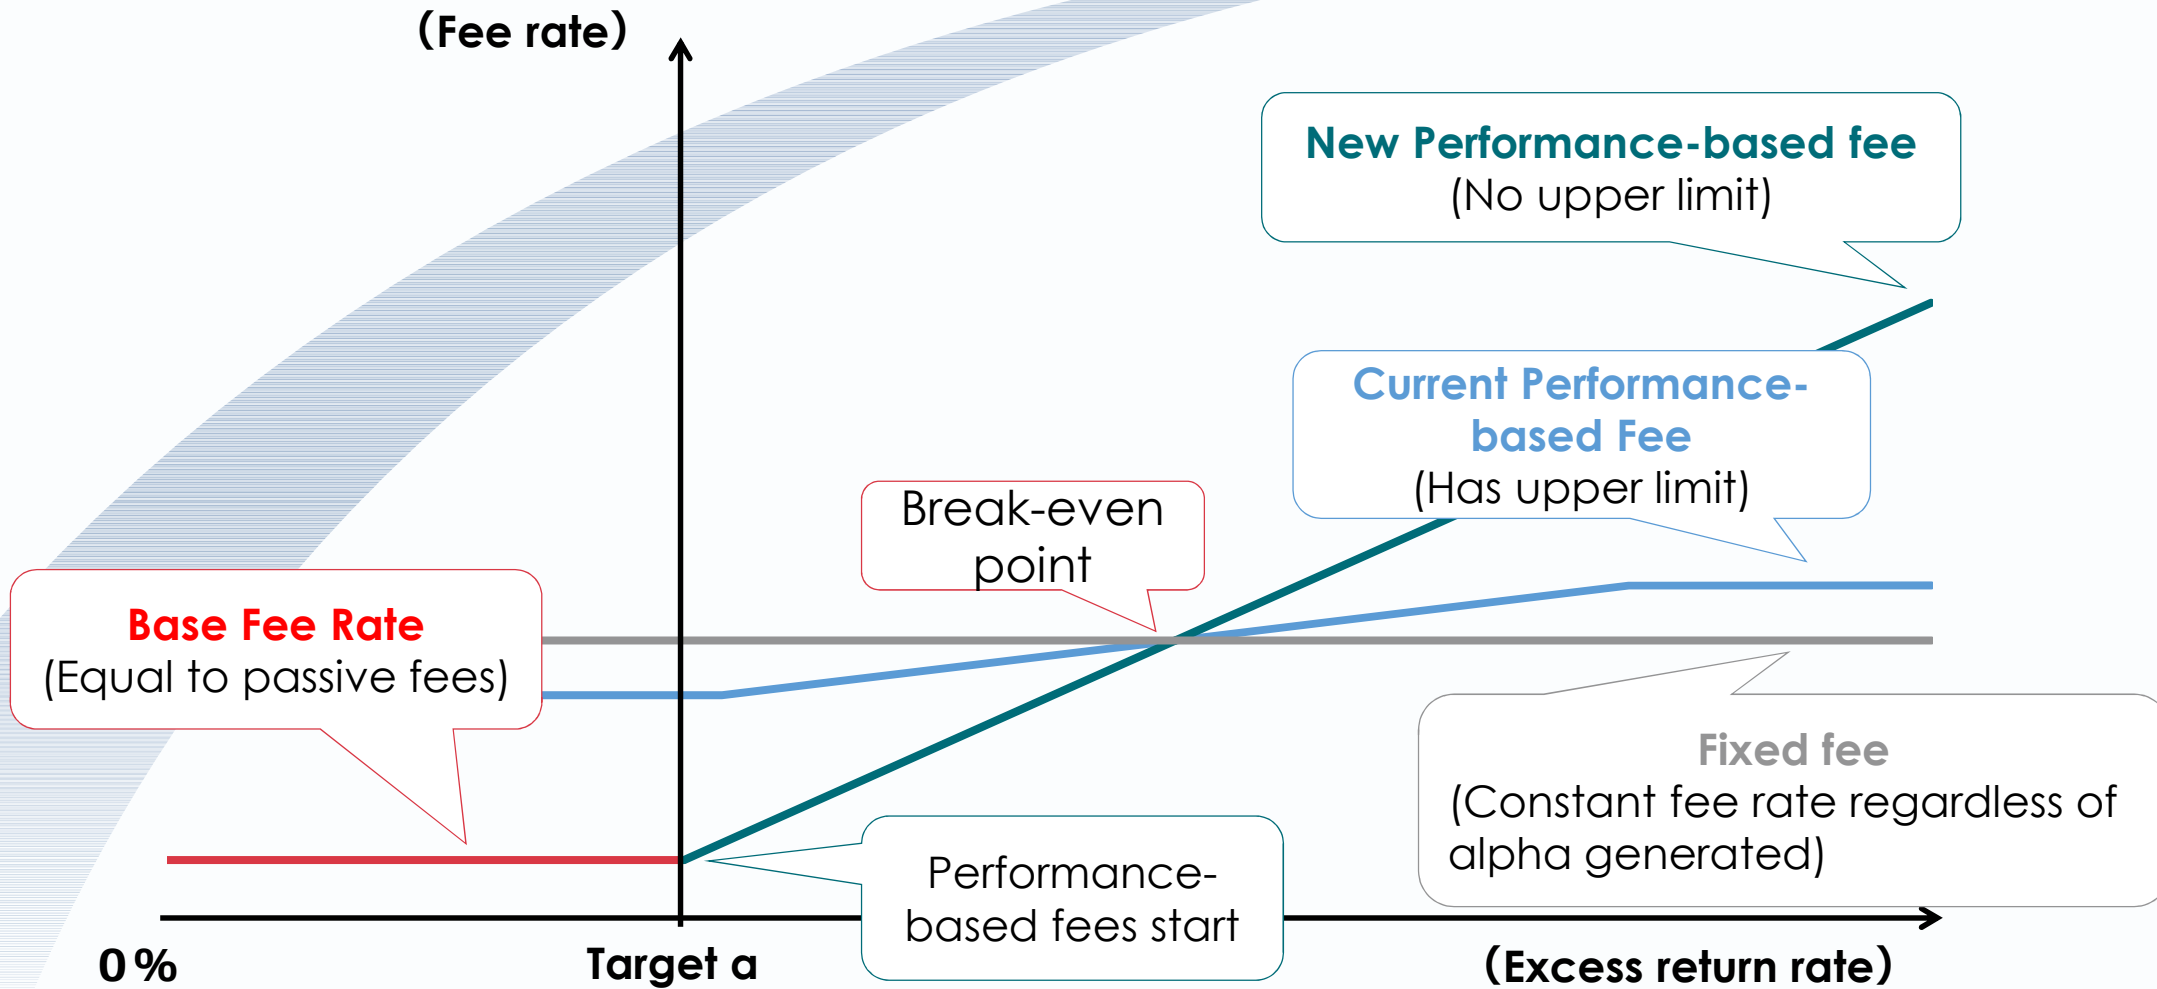 (Fee rate)
New Performance-based fee
(No upper limit)
Current Performance-
based Fee
(Has upper limit)
Break-even
point
Base Fee Rate
(Equal to passive fees)
Fixed fee
(Constant fee rate regardless of
alpha generated)
Performance-
based fees start
0%
Target a
(Excess return rate)